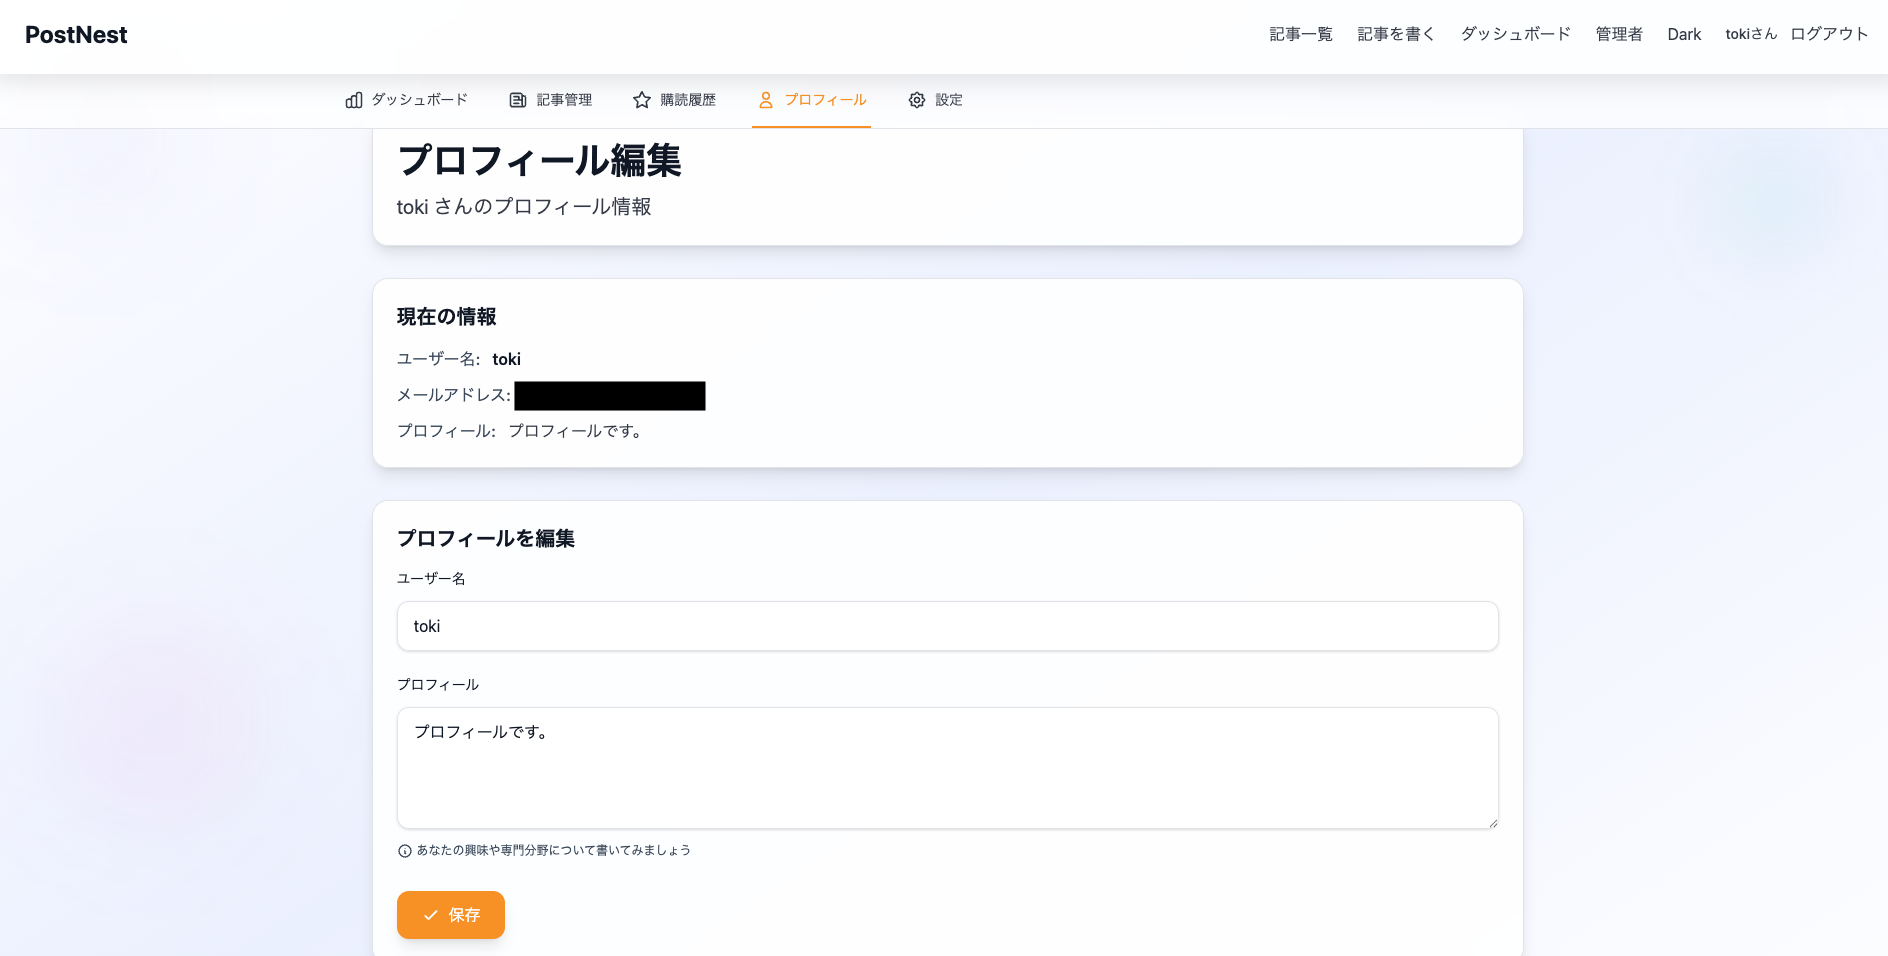 PostNest
記事一覧 記事を書く ダッシュボード 管理者 Dark tokiさん ログアウト
ダッシュボード 記事管理 購読履歴 プロフィール 設定
プロフィール編集
toki さんのプロフィール情報
現在の情報
ユーザー名: toki
メールアドレス:
プロフィール: プロフィールです。
プロフィールを編集
ユーザー名
toki
プロフィール
プロフィールです。
あなたの興味や専門分野について書いてみましょう
保存